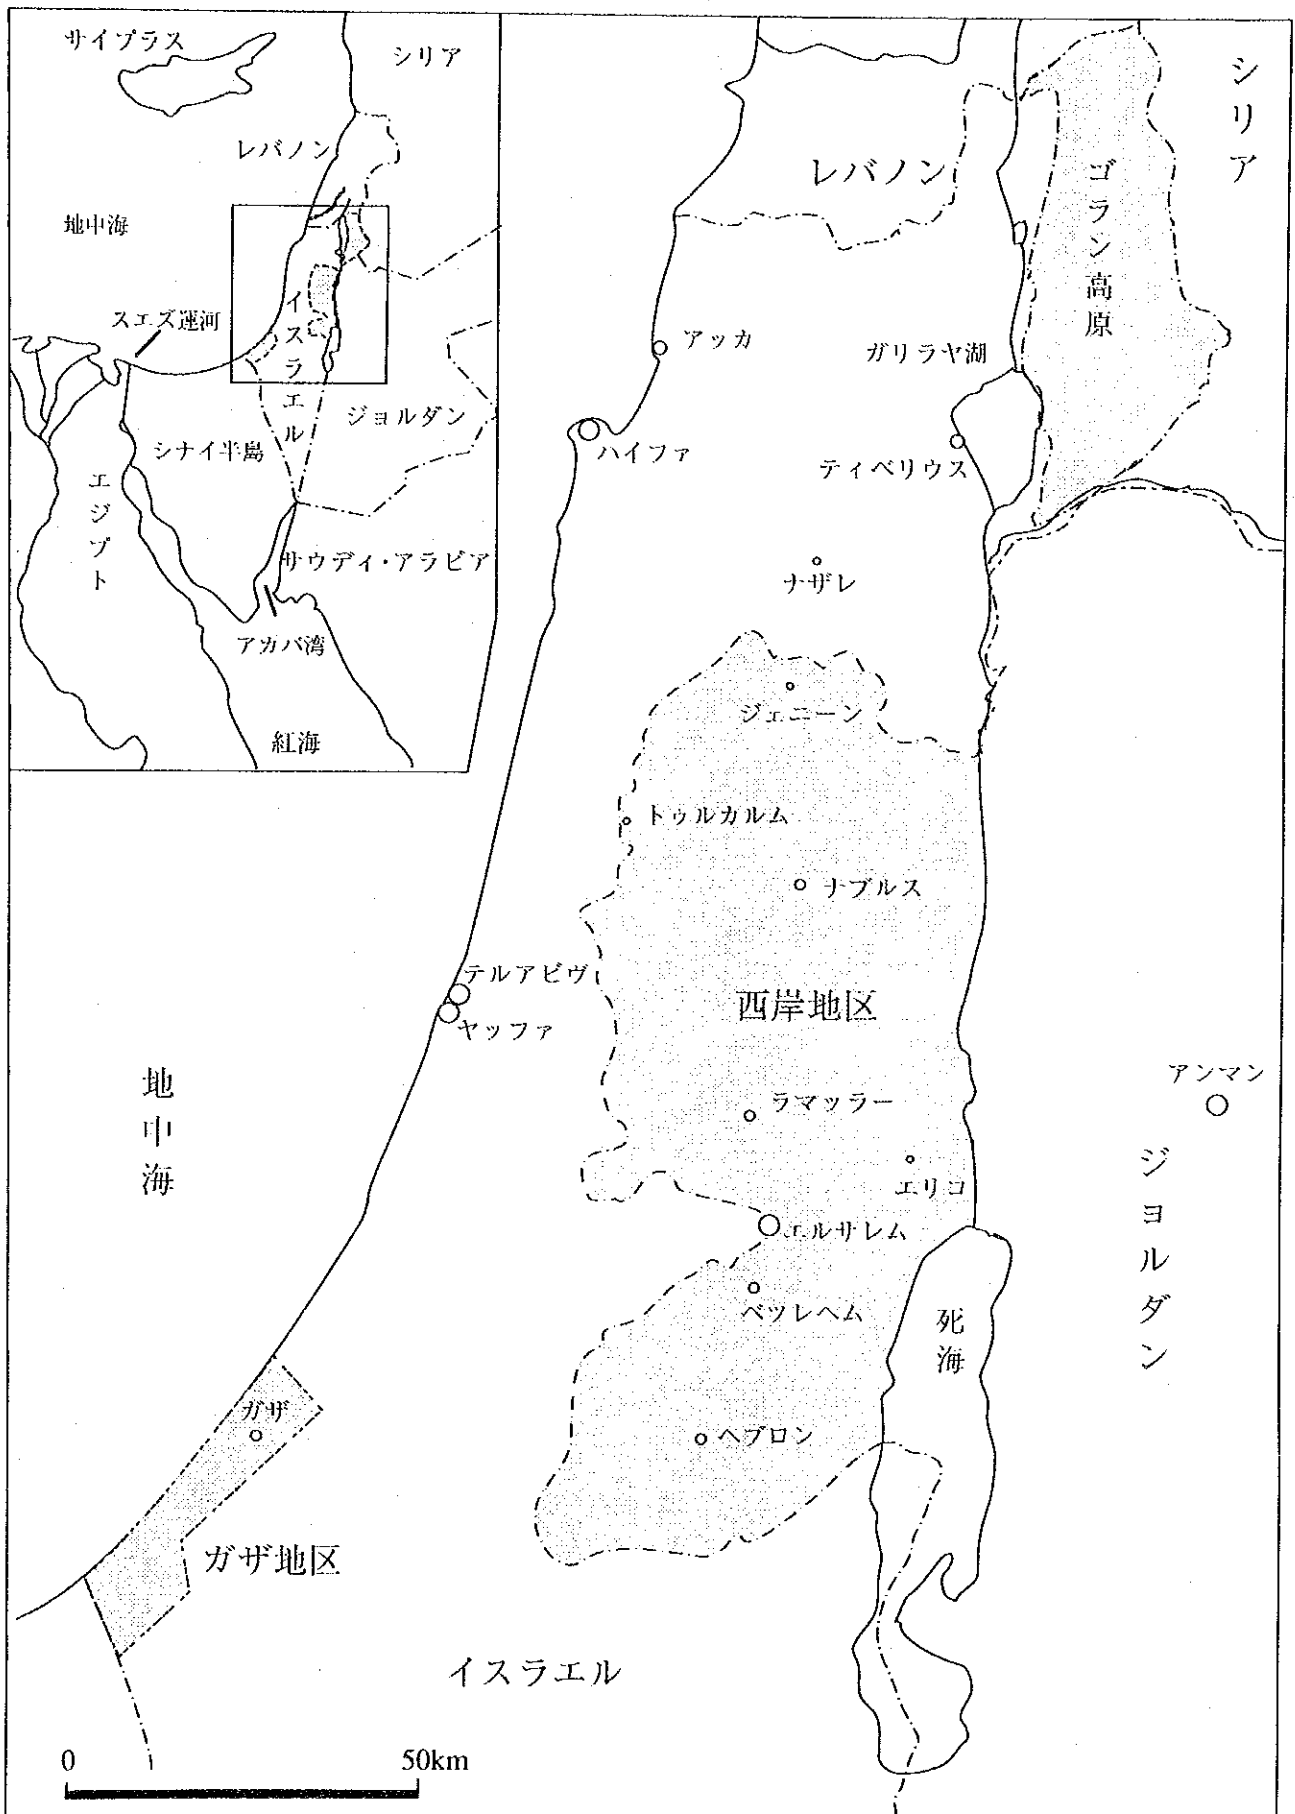 サイプラス
シリア
レバノン
地中海
スエズ運河
イスラエル
ジョルダン
シナイ半島
エジプト
サウディ・アラビア
アカバ湾
紅海
シリア
レバノン
ゴラン高原
アッカ
ガリラヤ湖
ハイファ
ティベリウス
ナザレ
ジェニーン
トゥルカルム
ナブルス
テルアビヴ
ヤッファ
西岸地区
地中海
アンマン
ラマッラー
エリコ
ジョルダン
エルサレム
ベツレヘム
死海
ガザ
ヘブロン
ガザ地区
イスラエル
0 50km